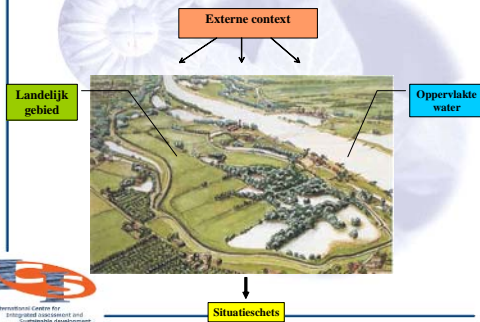 Externe context
Landelijk
gebied
Oppervlakte
water
International Centre for
Integrated assessment and
Sustainable development
Situatieschets